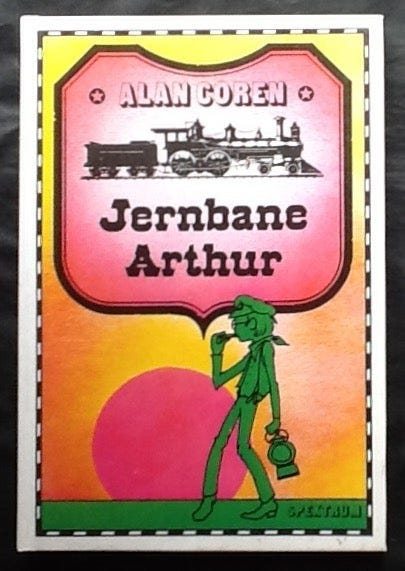 ALAN COREN
Jernbane
Arthur
SPEKTRUM